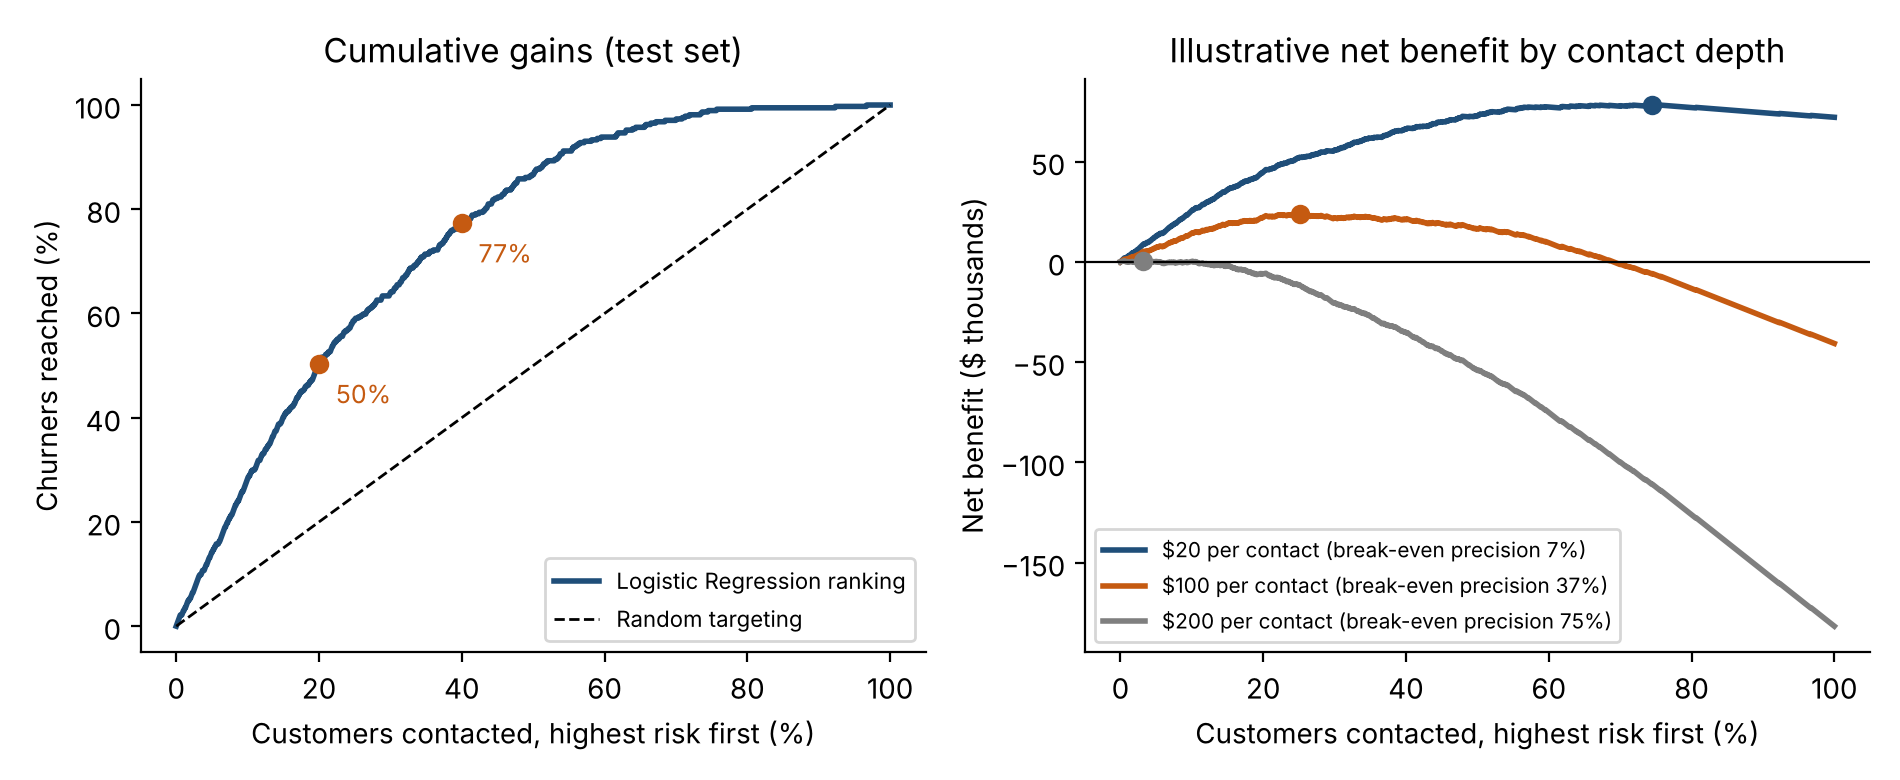 Cumulative gains (test set)
Churners reached (%)
100
80
60
40
20
0
77%
50%
Logistic Regression ranking
Random targeting
0 20 40 60 80 100
Customers contacted, highest risk first (%)
Illustrative net benefit by contact depth
Net benefit ($ thousands)
50
0
−50
−100
−150
$20 per contact (break-even precision 7%)
$100 per contact (break-even precision 37%)
$200 per contact (break-even precision 75%)
0 20 40 60 80 100
Customers contacted, highest risk first (%)